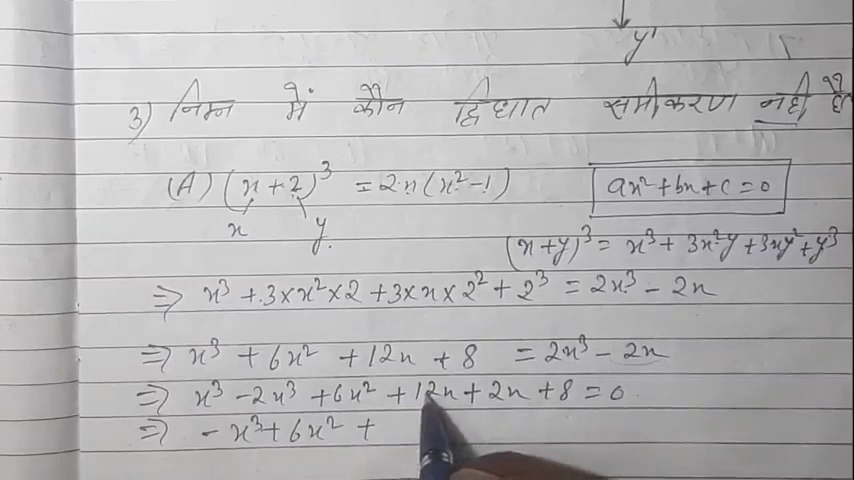 y'
3) निम्न में कौन द्विघात समीकरण नहीं है
(A) (x + 2)³ = 2x(x² - 1) ax² + bx + c = 0
x y.
(x + y)³ = x³ + 3x²y + 3xy² + y³
⇒ x³ + 3 × x² × 2 + 3 × x × 2² + 2³ = 2x³ - 2x
⇒ x³ + 6x² + 12x + 8 = 2x³ - 2x
⇒ x³ - 2x³ + 6x² + 12x + 2x + 8 = 0
⇒ - x³ + 6x² +